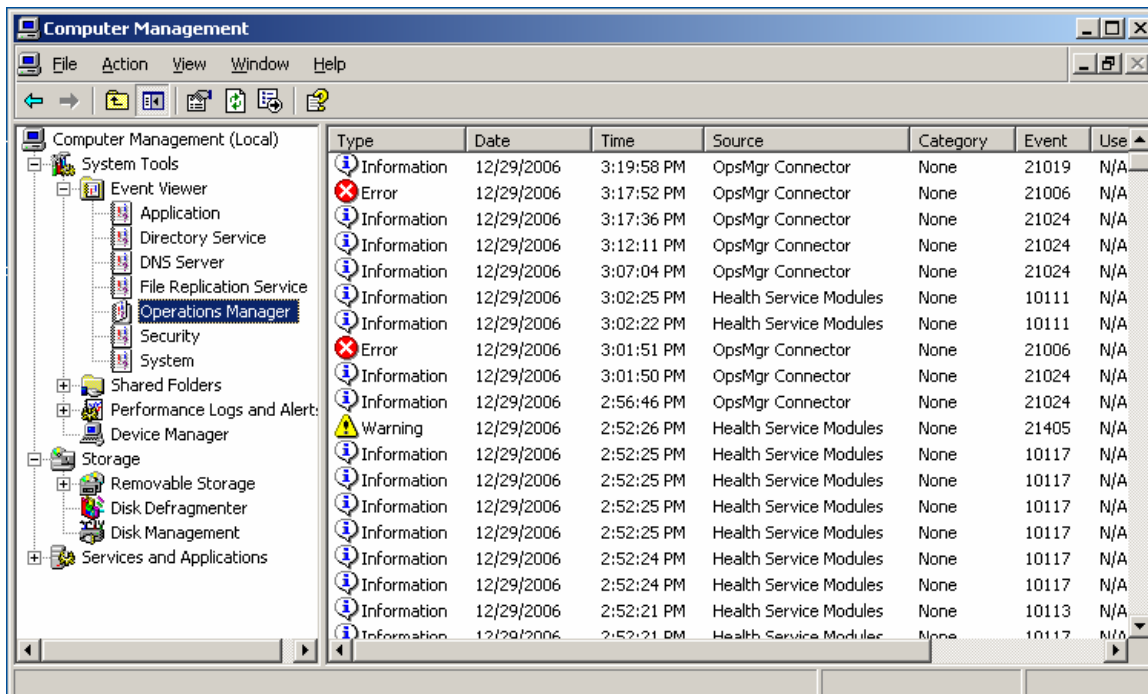 Computer Management
File Action View Window Help
Computer Management (Local)
System Tools
Event Viewer
Application
Directory Service
DNS Server
File Replication Service
Operations Manager
Security
System
Shared Folders
Performance Logs and Alert:
Device Manager
Storage
Removable Storage
Disk Defragmenter
Disk Management
Services and Applications
Type Date Time Source Category Event Use
Information 12/29/2006 3:19:58 PM OpsMgr Connector None 21019 N/A
Error 12/29/2006 3:17:52 PM OpsMgr Connector None 21006 N/A
Information 12/29/2006 3:17:36 PM OpsMgr Connector None 21024 N/A
Information 12/29/2006 3:12:11 PM OpsMgr Connector None 21024 N/A
Information 12/29/2006 3:07:04 PM OpsMgr Connector None 21024 N/A
Information 12/29/2006 3:02:25 PM Health Service Modules None 10111 N/A
Information 12/29/2006 3:02:22 PM Health Service Modules None 10111 N/A
Error 12/29/2006 3:01:51 PM OpsMgr Connector None 21006 N/A
Information 12/29/2006 3:01:50 PM OpsMgr Connector None 21024 N/A
Information 12/29/2006 2:56:46 PM OpsMgr Connector None 21024 N/A
Warning 12/29/2006 2:52:26 PM Health Service Modules None 21405 N/A
Information 12/29/2006 2:52:25 PM Health Service Modules None 10117 N/A
Information 12/29/2006 2:52:25 PM Health Service Modules None 10117 N/A
Information 12/29/2006 2:52:25 PM Health Service Modules None 10117 N/A
Information 12/29/2006 2:52:25 PM Health Service Modules None 10117 N/A
Information 12/29/2006 2:52:24 PM Health Service Modules None 10117 N/A
Information 12/29/2006 2:52:24 PM Health Service Modules None 10117 N/A
Information 12/29/2006 2:52:21 PM Health Service Modules None 10113 N/A
Information 12/29/2006 2:52:21 PM Health Service Modules None 10117 N/A